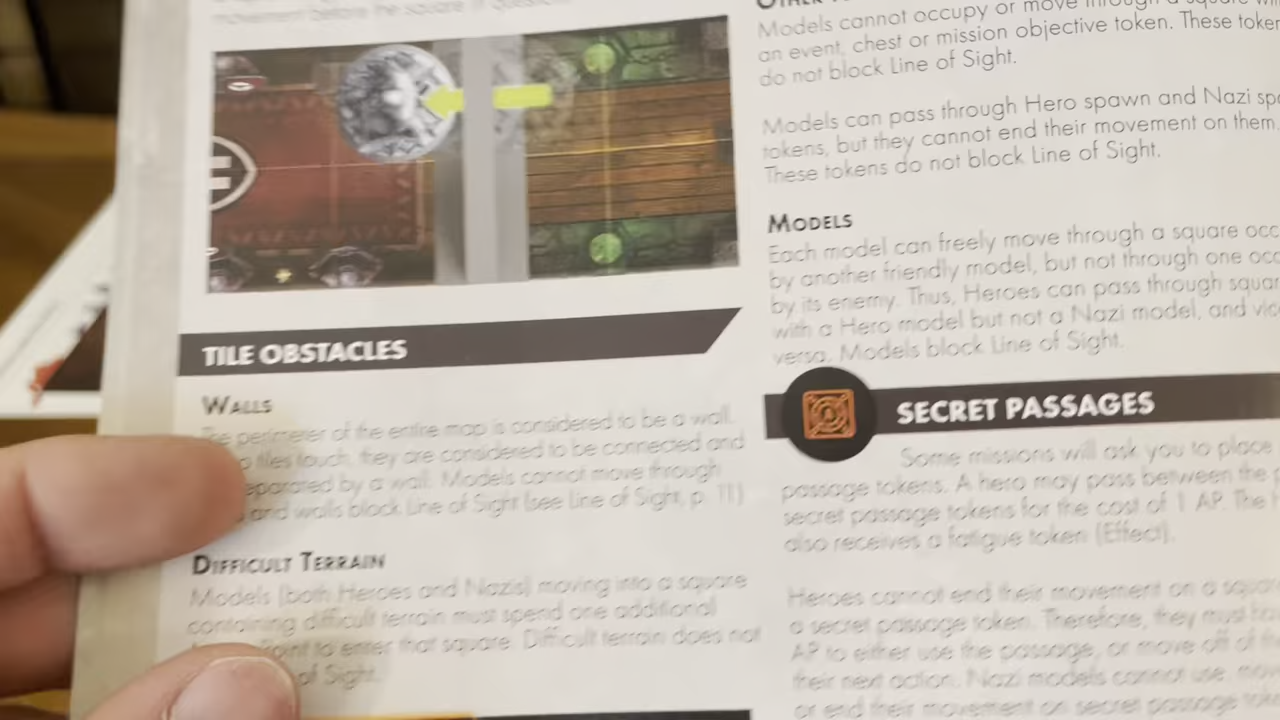 movement before the square in question.
TILE OBSTACLES
WALLS
The perimeter of the entire map is considered to be a wall.
tiles touch, they are considered to be connected and
separated by a wall. Models cannot move through
and walls block Line of Sight (see Line of Sight, p. 11)
DIFFICULT TERRAIN
Models (both Heroes and Nazis) moving into a square
containing difficult terrain must spend one additional
to enter that square. Difficult terrain does not
of Sight.
OTHER
Models cannot occupy or move through a square
an event, chest or mission objective token. These
do not block Line of Sight.
Models can pass through Hero spawn and Nazi
tokens, but they cannot end their movement on them.
These tokens do not block Line of Sight.
MODELS
Each model can freely move through a square
by another friendly model, but not through one
by its enemy. Thus, Heroes can pass through
with a Hero model but not a Nazi model, and
versa. Models block Line of Sight.
SECRET PASSAGES
Some missions will ask you to place
passage tokens. A hero may pass between the
secret passage tokens for the cost of 1 AP. The
also receives a fatigue token (Effect).
Heroes cannot end their movement on a
a secret passage token. Therefore, they must
AP to either use the passage, or move off of
their next action. Nazi models cannot use
or end their movement on secret passage